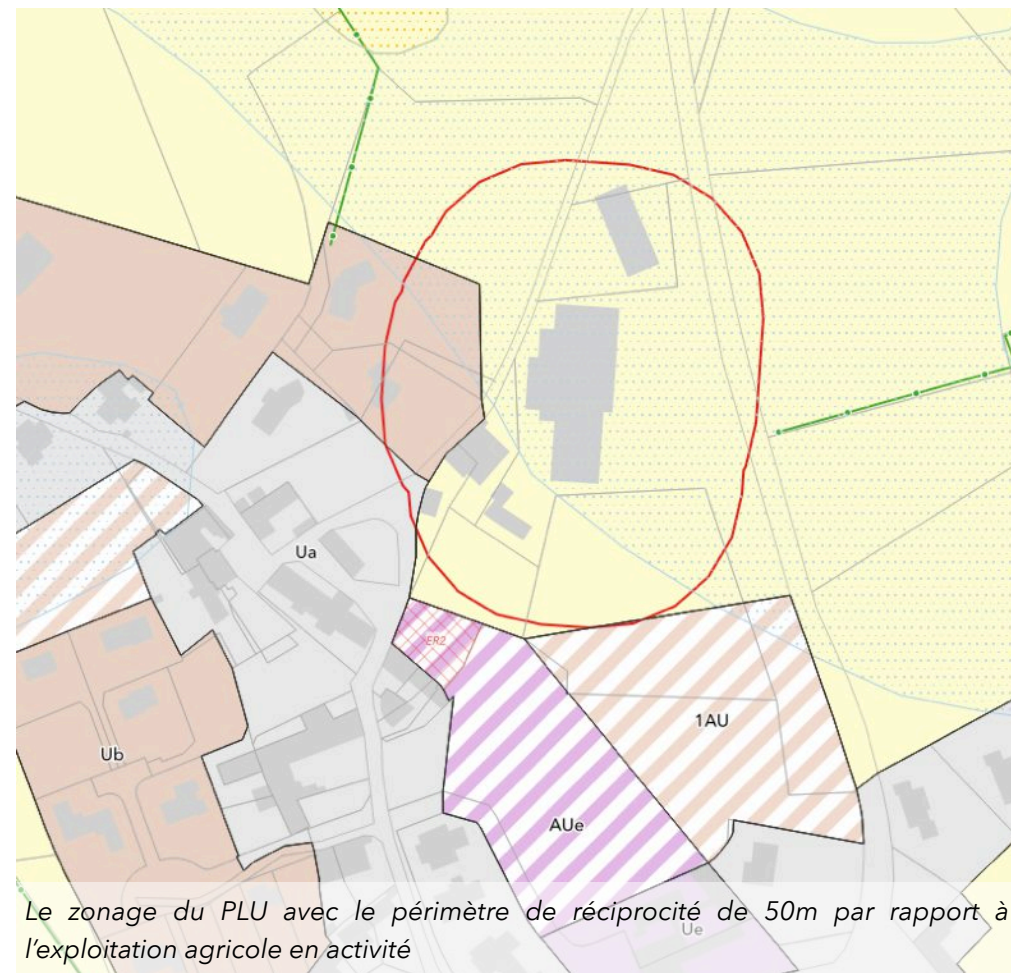 Ua
ER2
1AU
Ub
AUe
Ue
Le zonage du PLU avec le périmètre de réciprocité de 50m par rapport à
l’exploitation agricole en activité